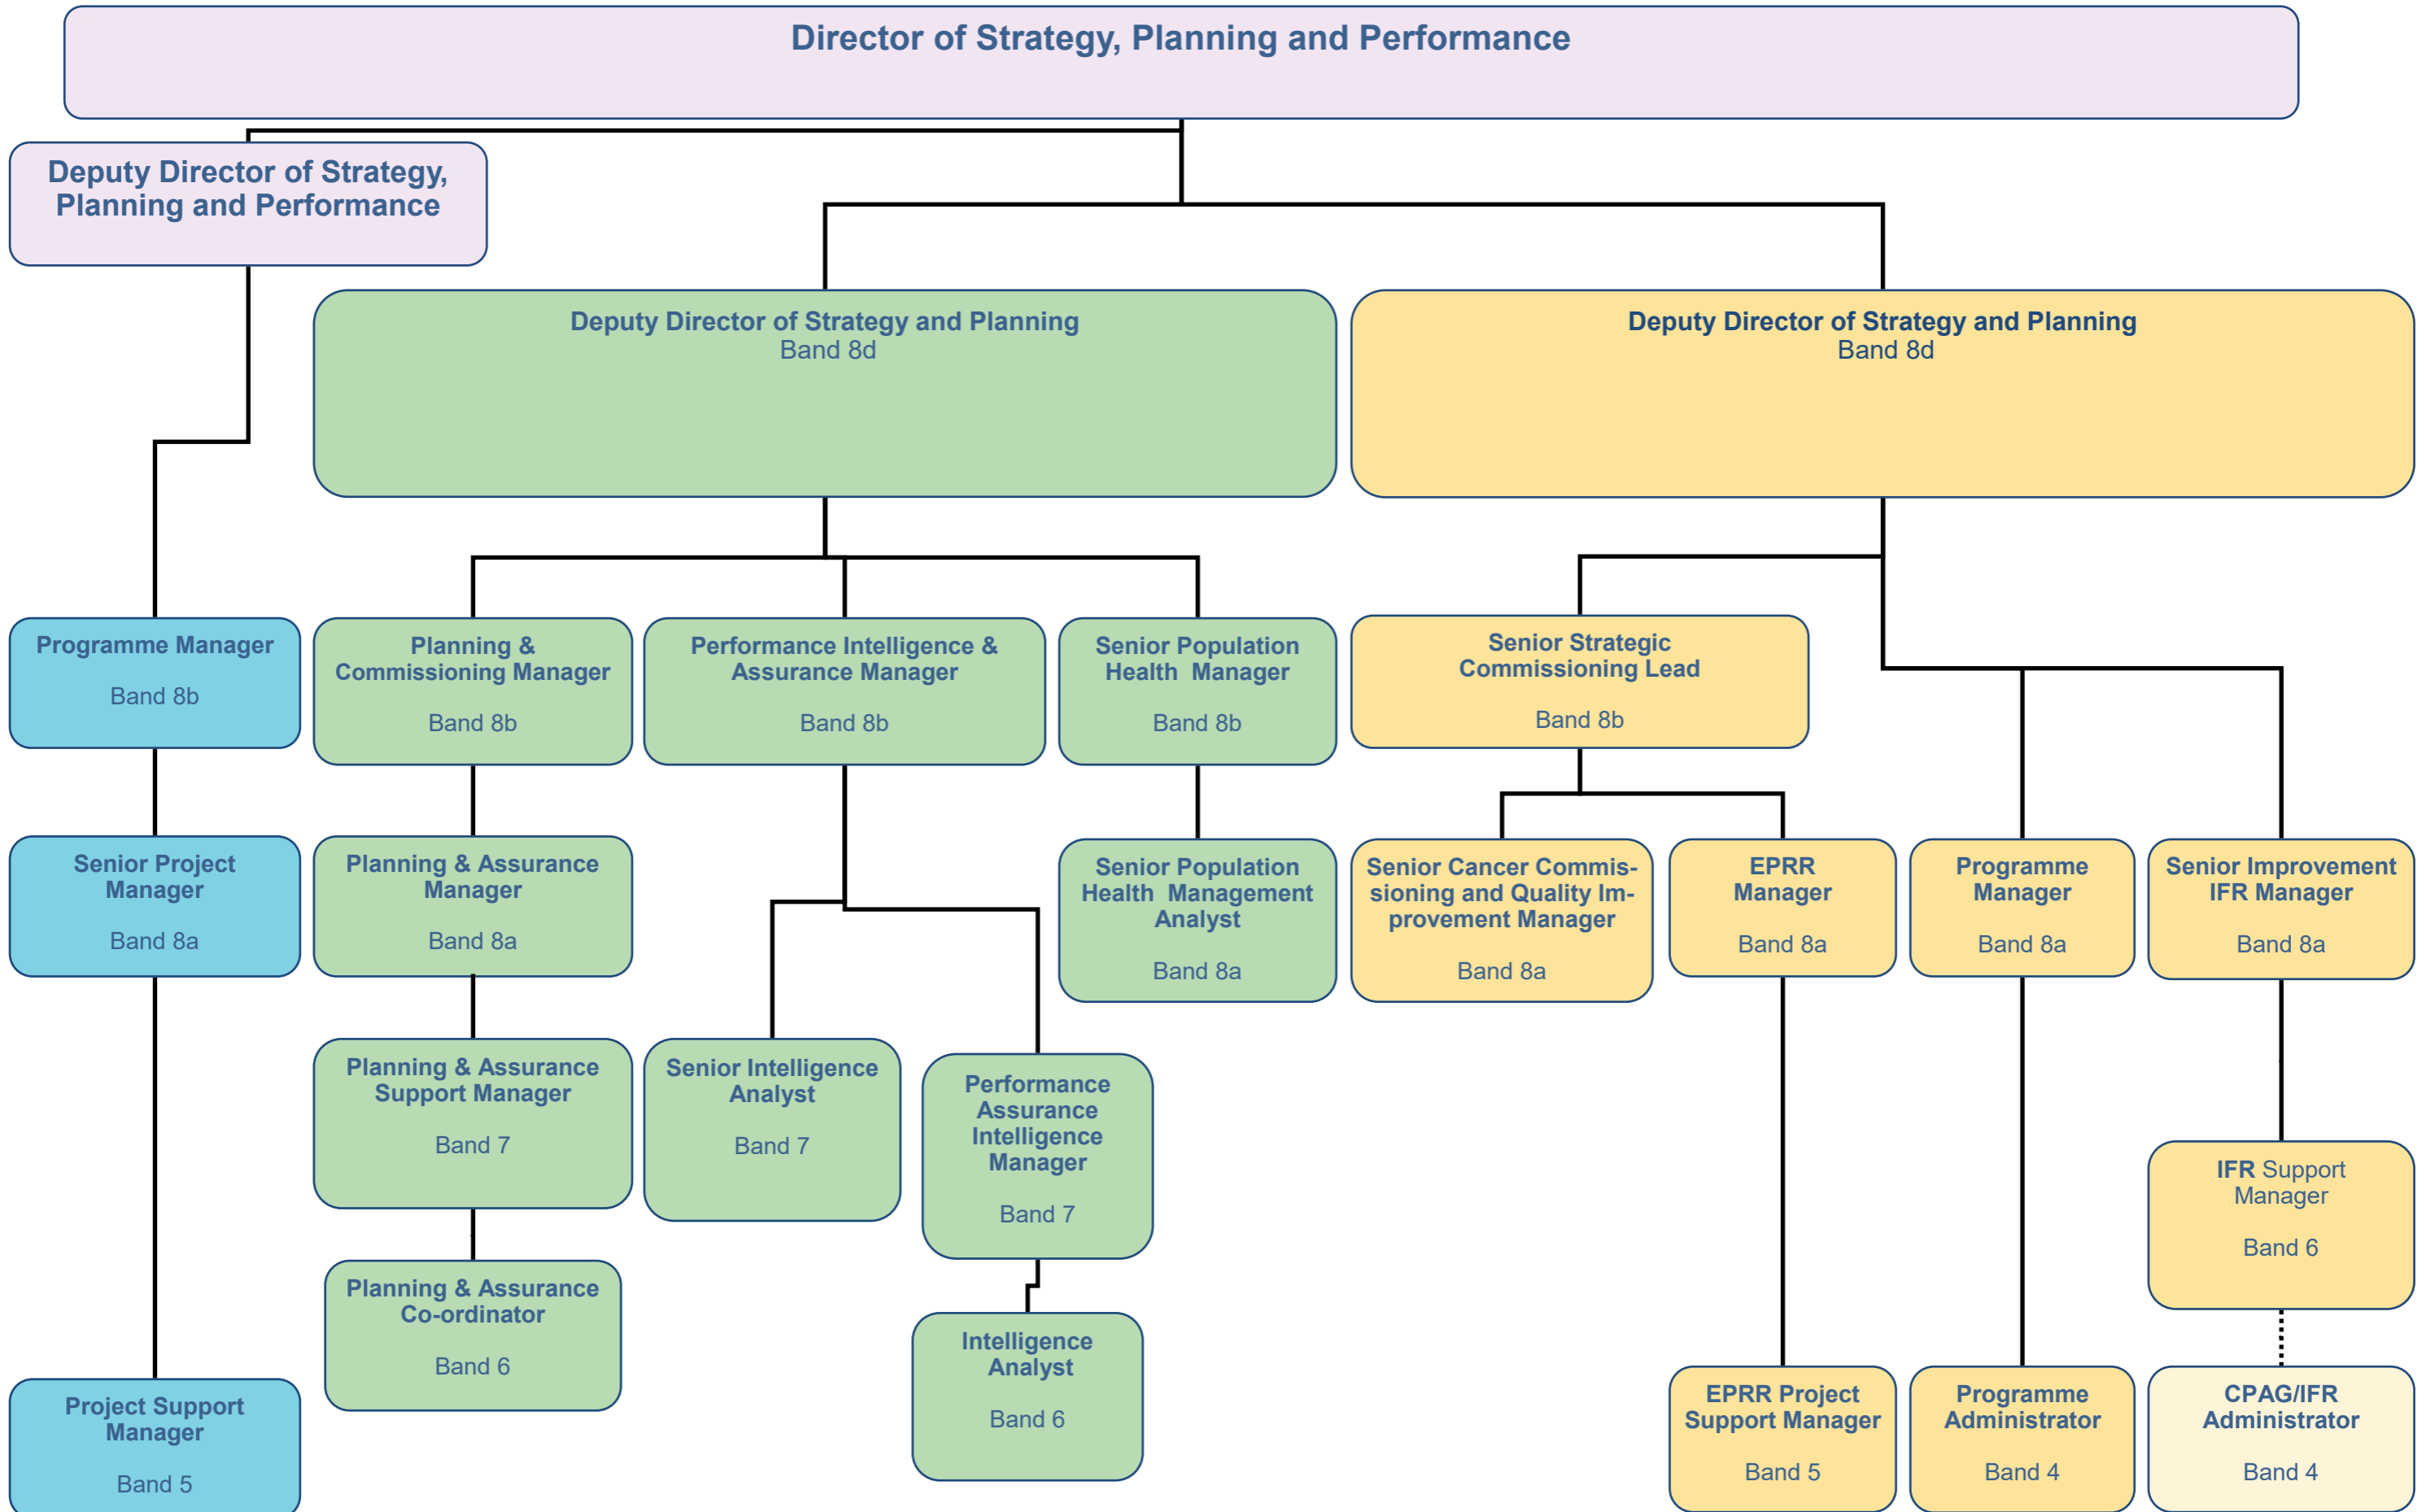 Director of Strategy, Planning and Performance
Deputy Director of Strategy,
Planning and Performance
Deputy Director of Strategy and Planning
Band 8d
Deputy Director of Strategy and Planning
Band 8d
Programme Manager
Band 8b
Planning &
Commissioning Manager
Band 8b
Performance Intelligence &
Assurance Manager
Band 8b
Senior Population
Health  Manager
Band 8b
Senior Strategic
Commissioning Lead
Band 8b
Senior Project
Manager
Band 8a
Planning & Assurance
Manager
Band 8a
Senior Population
Health  Management
Analyst
Band 8a
Senior Cancer Commis-
sioning and Quality Im-
provement Manager
Band 8a
EPRR
Manager
Band 8a
Programme
Manager
Band 8a
Senior Improvement
IFR Manager
Band 8a
Planning & Assurance
Support Manager
Band 7
Senior Intelligence
Analyst
Band 7
Performance
Assurance
Intelligence
Manager
Band 7
IFR Support
Manager
Band 6
Planning & Assurance
Co-ordinator
Band 6
Intelligence
Analyst
Band 6
Project Support
Manager
Band 5
EPRR Project
Support Manager
Band 5
Programme
Administrator
Band 4
CPAG/IFR
Administrator
Band 4